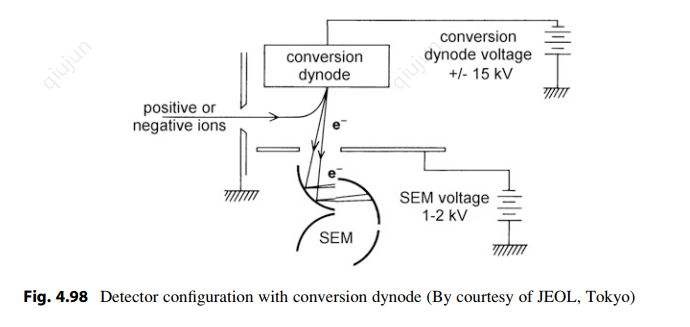 qiujun
qiujun
conversion
dynode
conversion
dynode voltage
+/- 15 kV
positive or
negative ions
e⁻
e⁻
SEM voltage
1-2 kV
SEM
Fig. 4.98 Detector configuration with conversion dynode (By courtesy of JEOL, Tokyo)